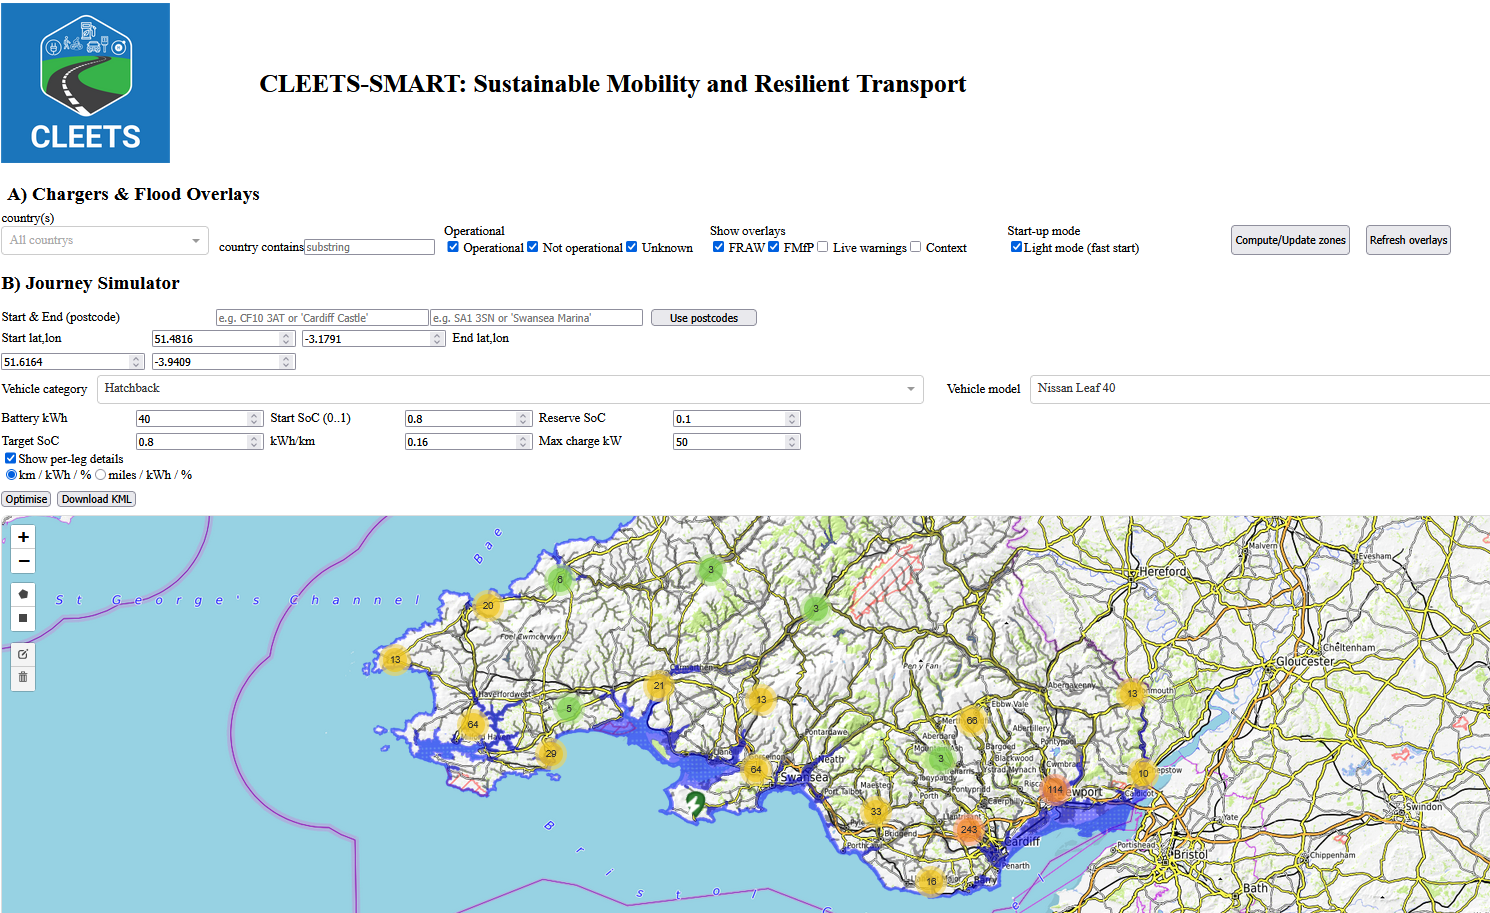 CLEETS
CLEETS-SMART: Sustainable Mobility and Resilient Transport
A) Chargers & Flood Overlays
country(s)
All countrys
country contains
substring
Operational
Operational Not operational Unknown
Show overlays
FRAW FMfP Live warnings Context
Start-up mode
Light mode (fast start)
Compute/Update zones
Refresh overlays
B) Journey Simulator
Start & End (postcode)
e.g. CF10 3AT or 'Cardiff Castle'
e.g. SA1 3SN or 'Swansea Marina'
Use postcodes
Start lat,lon
51.4816
-3.1791
End lat,lon
51.6164
-3.9409
Vehicle category
Hatchback
Vehicle model
Nissan Leaf 40
Battery kWh
40
Start SoC (0..1)
0.8
Reserve SoC
0.1
Target SoC
0.8
kWh/km
0.16
Max charge kW
50
Show per-leg details
km / kWh / % miles / kWh / %
Optimise
Download KML
+
−
St George's Channel
Bae
Malvern
Evesham
Hereford
3
6
20
3
Foel Cwmcerwyn
Cheltenham
Gloucester
13
Pen y Fan
Carmarthen
21
Haverfordwest
13
Abergavenny
13
Ebbw Vale
5
64
66
Abertillery
Aberdare
Pontardawe
29
Neath
64
Swansea
3
Bargoed
Blackwood
Pontypool
Cwmbran
10
Maesteg
Port Talbot
Tonypandy
Porth
Pontypridd
Caerphilly
114
Caldicot
Swindon
33
Yate
Bridgend
Porthcawl
243
Cardiff
Penarth
Portishead
Bristol
Chippenham
16
Barry
Bath
B r i s t o l
C